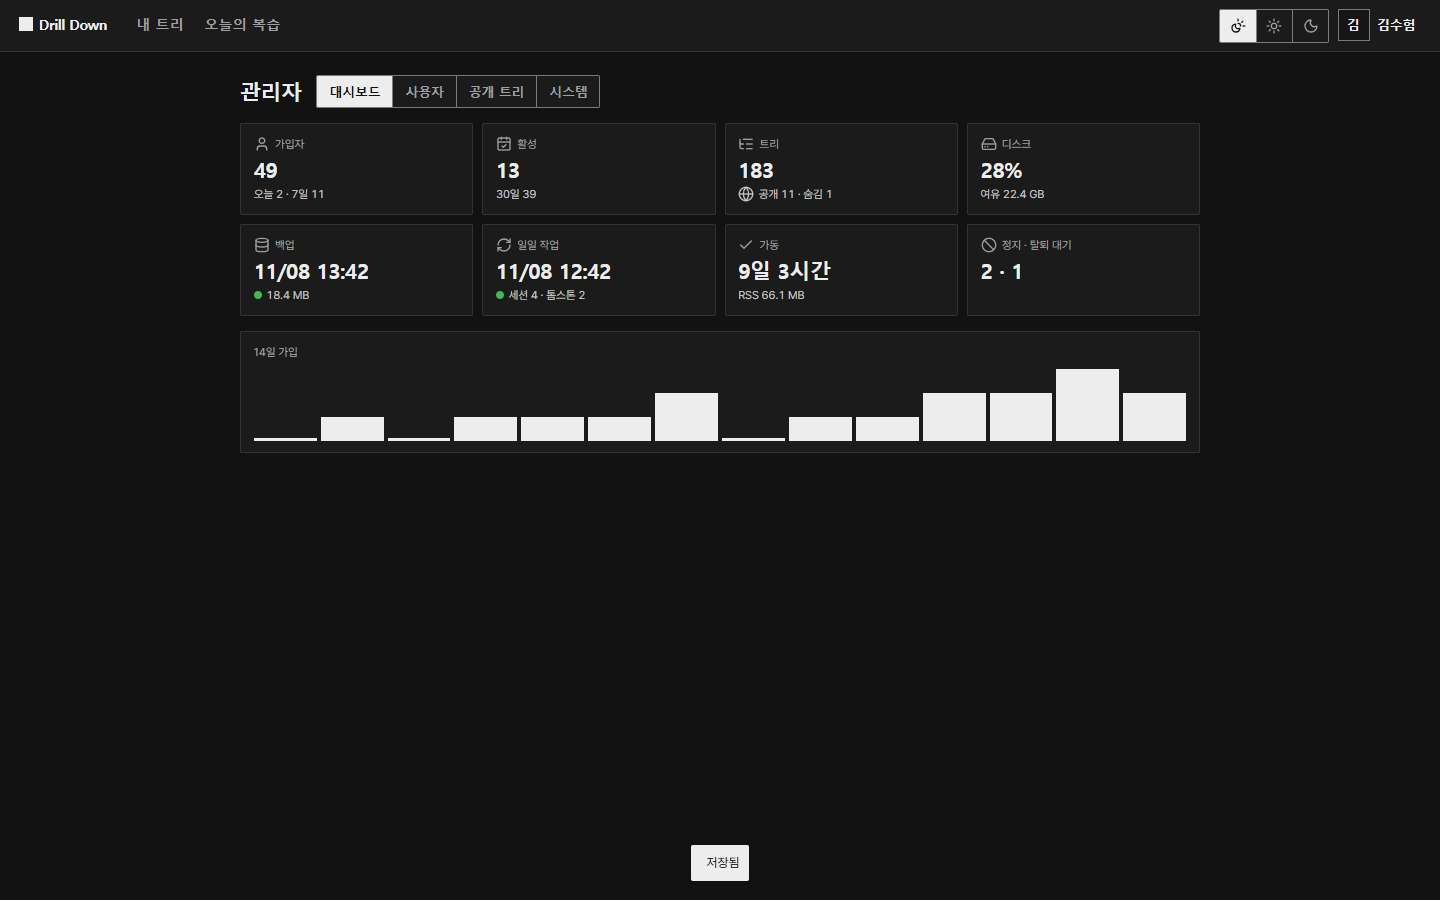 Drill Down 내 트리 오늘의 복습 김 김수험
관리자 대시보드 사용자 공개 트리 시스템
가입자
49
오늘 2 · 7일 11
활성
13
30일 39
트리
183
공개 11 · 숨김 1
디스크
28%
여유 22.4 GB
백업
11/08 13:42
18.4 MB
일일 작업
11/08 12:42
세션 4 · 톰스톤 2
가동
9일 3시간
RSS 66.1 MB
정지 · 탈퇴 대기
2 · 1
14일 가입
저장됨